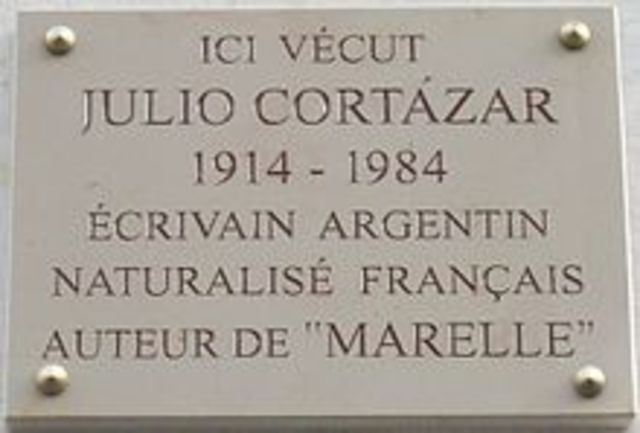 ICI VÉCUT
JULIO CORTÁZAR
1914 - 1984
ÉCRIVAIN ARGENTIN
NATURALISÉ FRANÇAIS
AUTEUR DE "MARELLE"